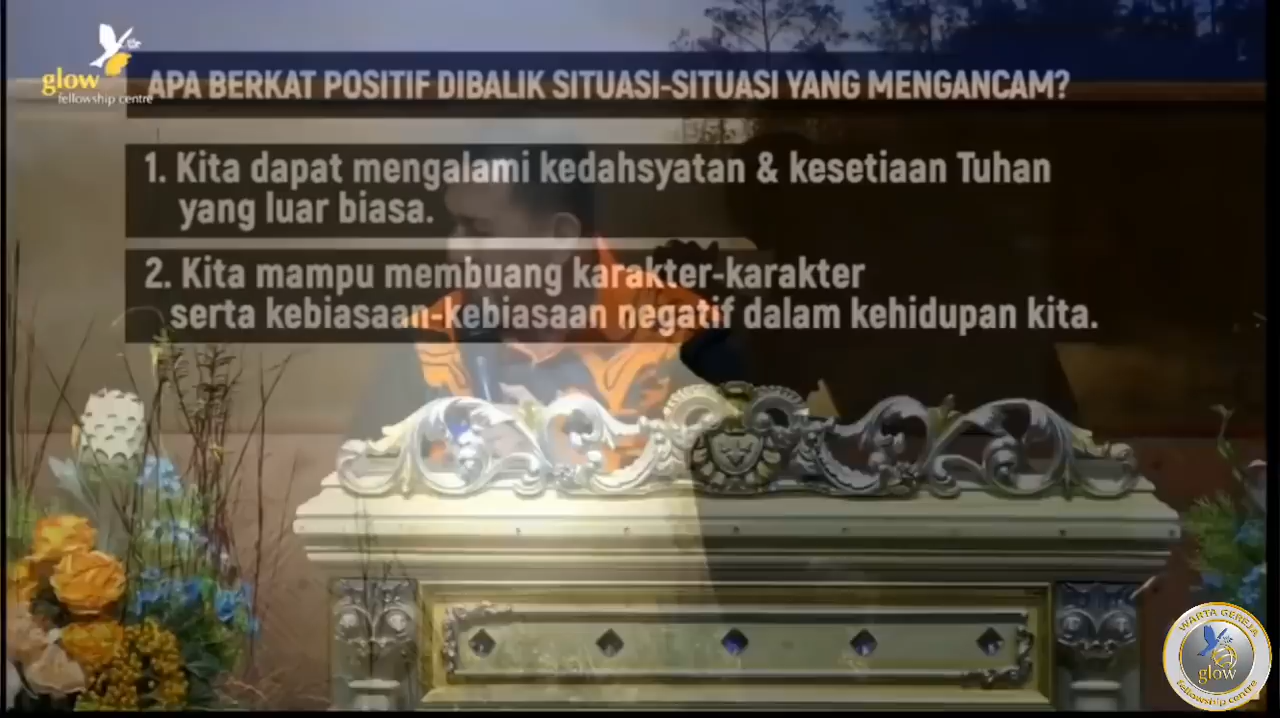 glow
fellowship centre
APA BERKAT POSITIF DIBALIK SITUASI-SITUASI YANG MENGANCAM?
1. Kita dapat mengalami kedahsyatan & kesetiaan Tuhan
yang luar biasa.
2. Kita mampu membuang karakter-karakter
serta kebiasaan-kebiasaan negatif dalam kehidupan kita.
WARTA GEREJA
glow
fellowship centre